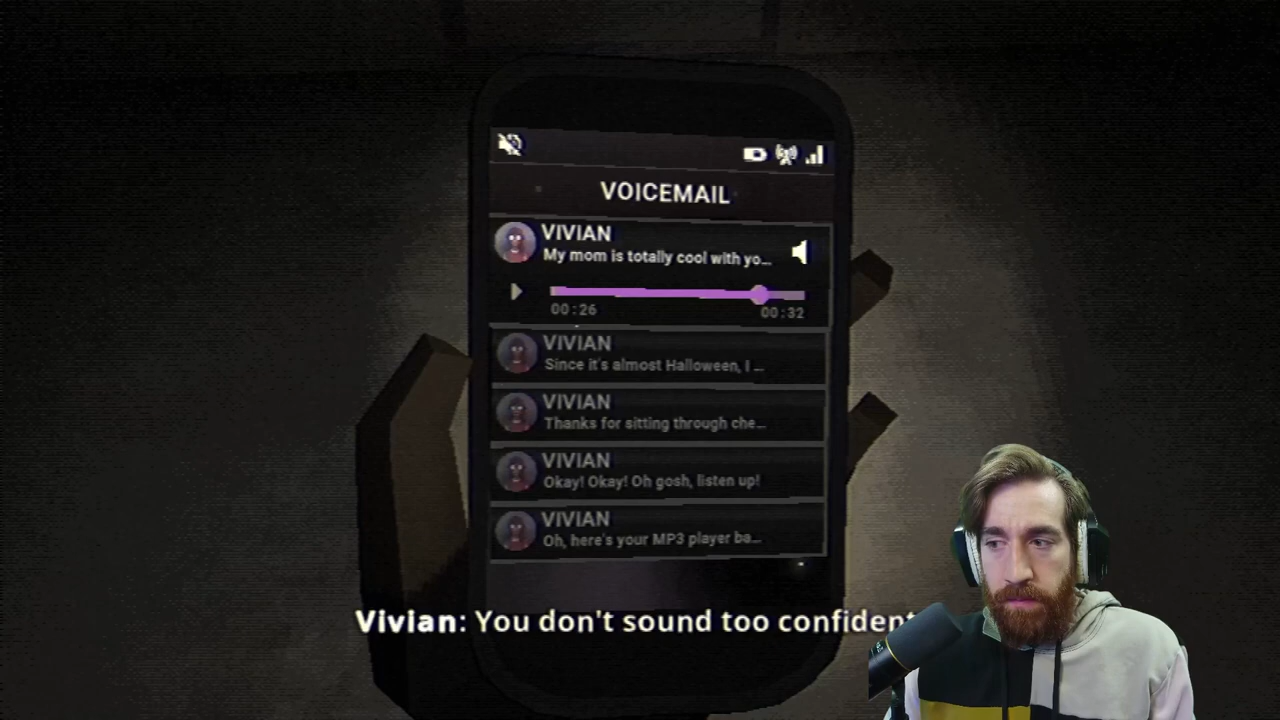 VOICEMAIL
VIVIAN
My mom is totally cool with yo...
00:26
00:32
VIVIAN
Since it's almost Halloween, I ...
VIVIAN
Thanks for sitting through che...
VIVIAN
Okay! Okay! Oh gosh, listen up!
VIVIAN
Oh, here's your MP3 player ba...
Vivian: You don't sound too confident